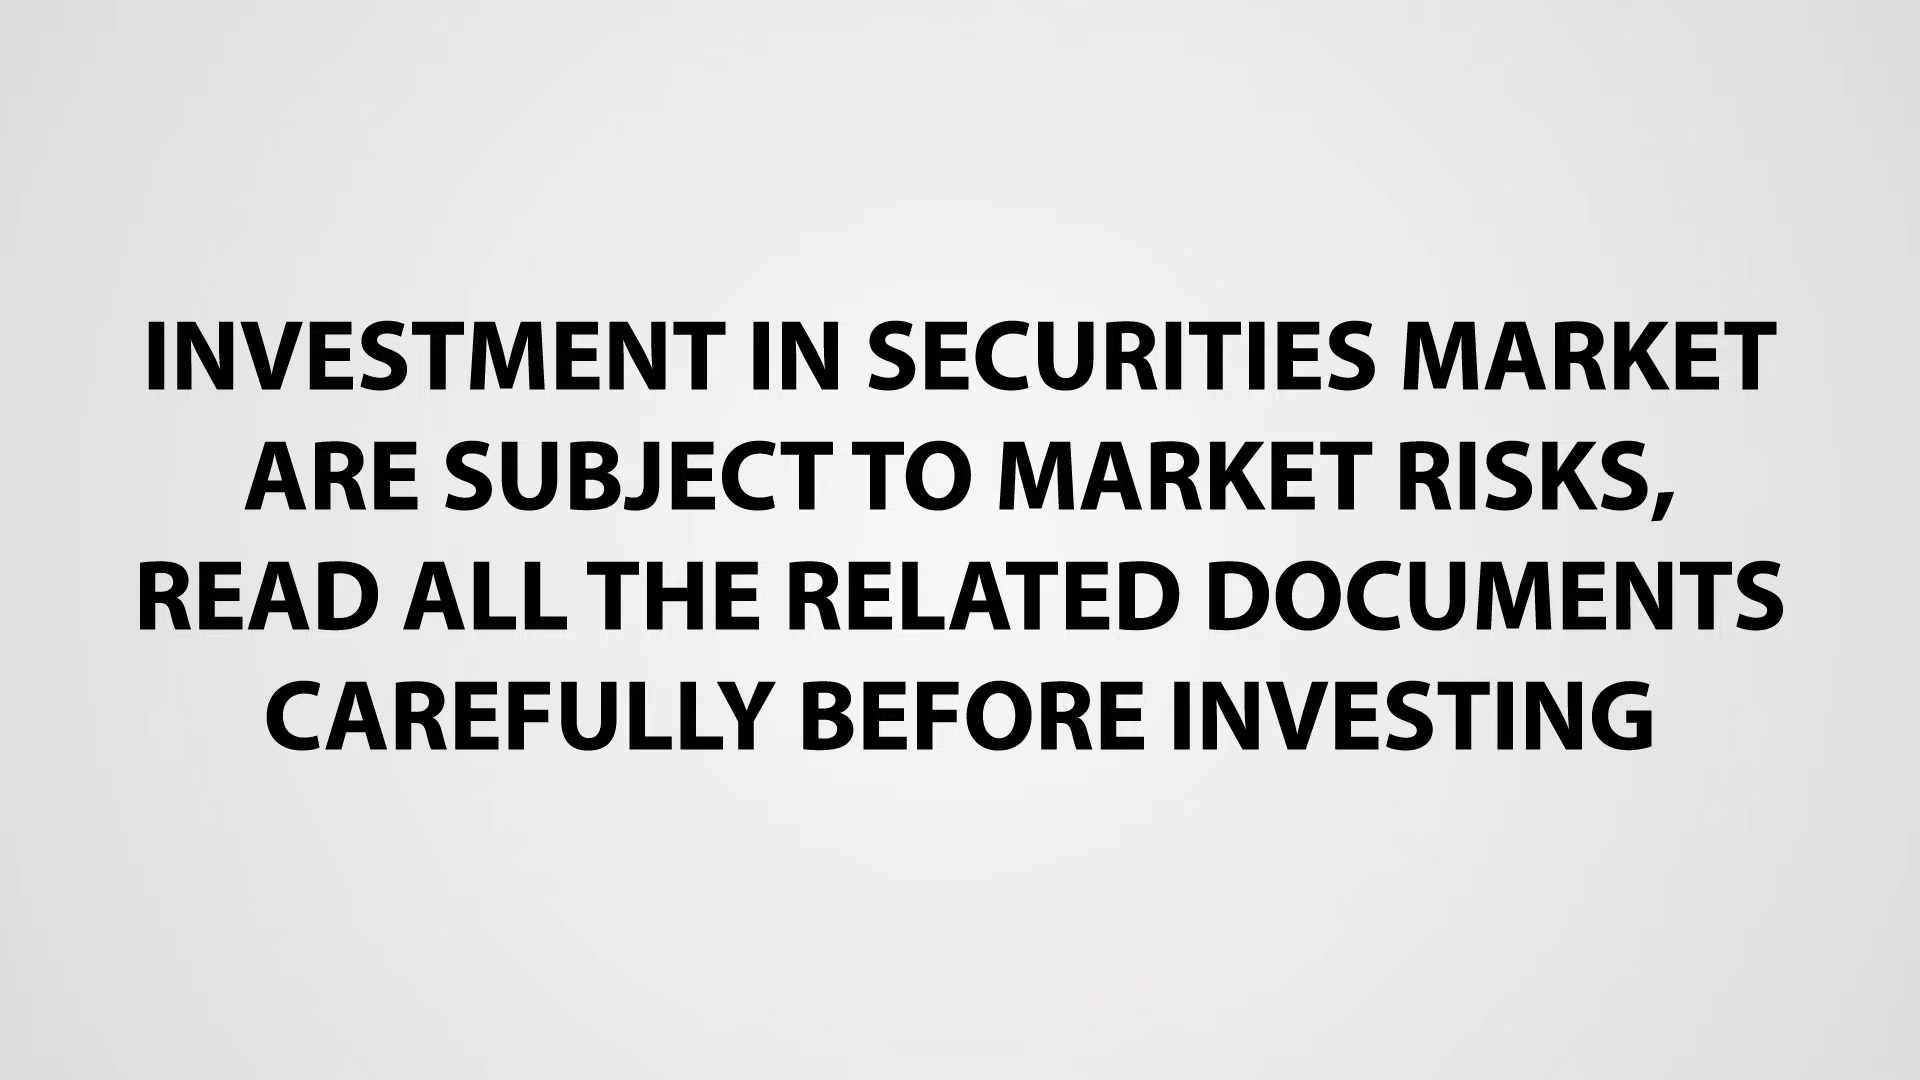 INVESTMENT IN SECURITIES MARKET
ARE SUBJECT TO MARKET RISKS,
READ ALL THE RELATED DOCUMENTS
CAREFULLY BEFORE INVESTING